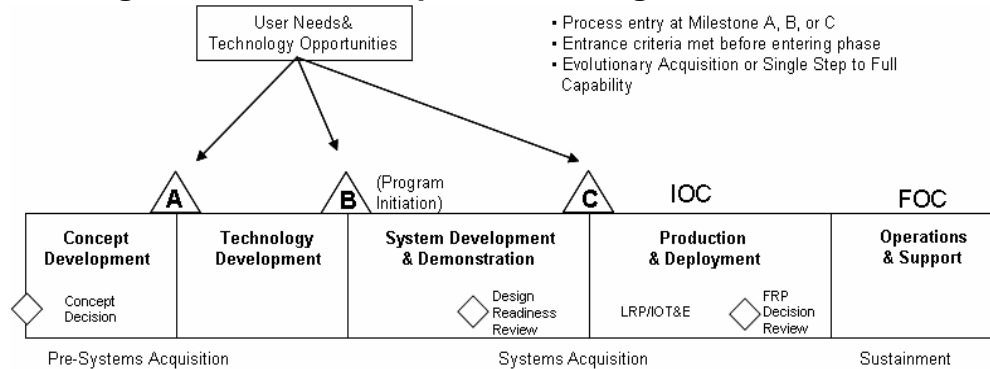 User Needs&
Technology Opportunities
▪ Process entry at Milestone A, B, or C
▪ Entrance criteria met before entering phase
▪ Evolutionary Acquisition or Single Step to Full
Capability
A
B
(Program
Initiation)
C
IOC
FOC
Concept
Development
Technology
Development
System Development
& Demonstration
Production
& Deployment
Operations
& Support
Concept
Decision
Design
Readiness
Review
LRP/IOT&E
FRP
Decision
Review
Pre-Systems Acquisition
Systems Acquisition
Sustainment